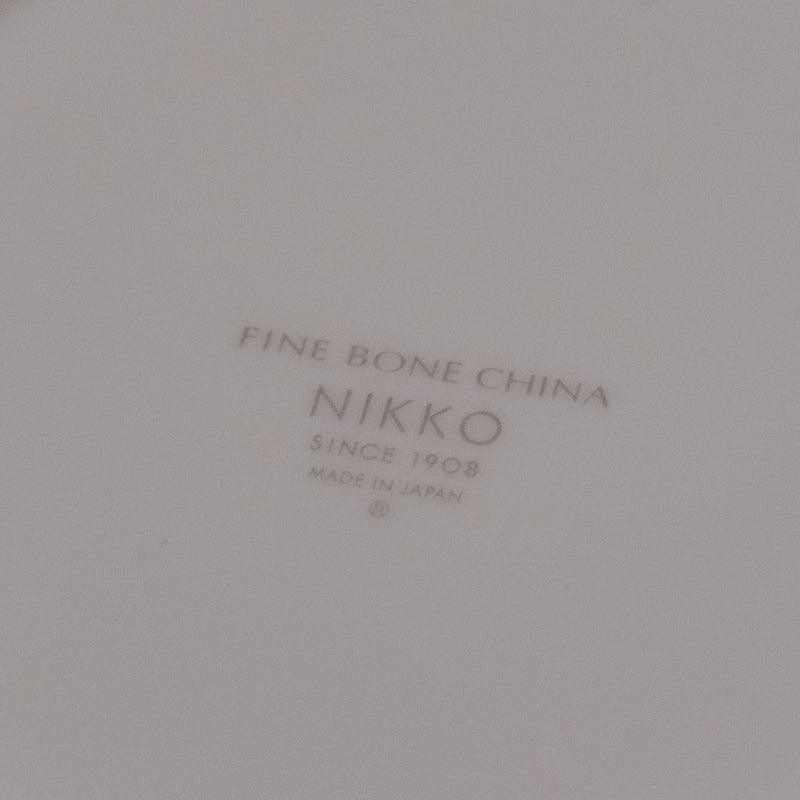 FINE BONE CHINA
NIKKO
SINCE 1908
MADE IN JAPAN
®